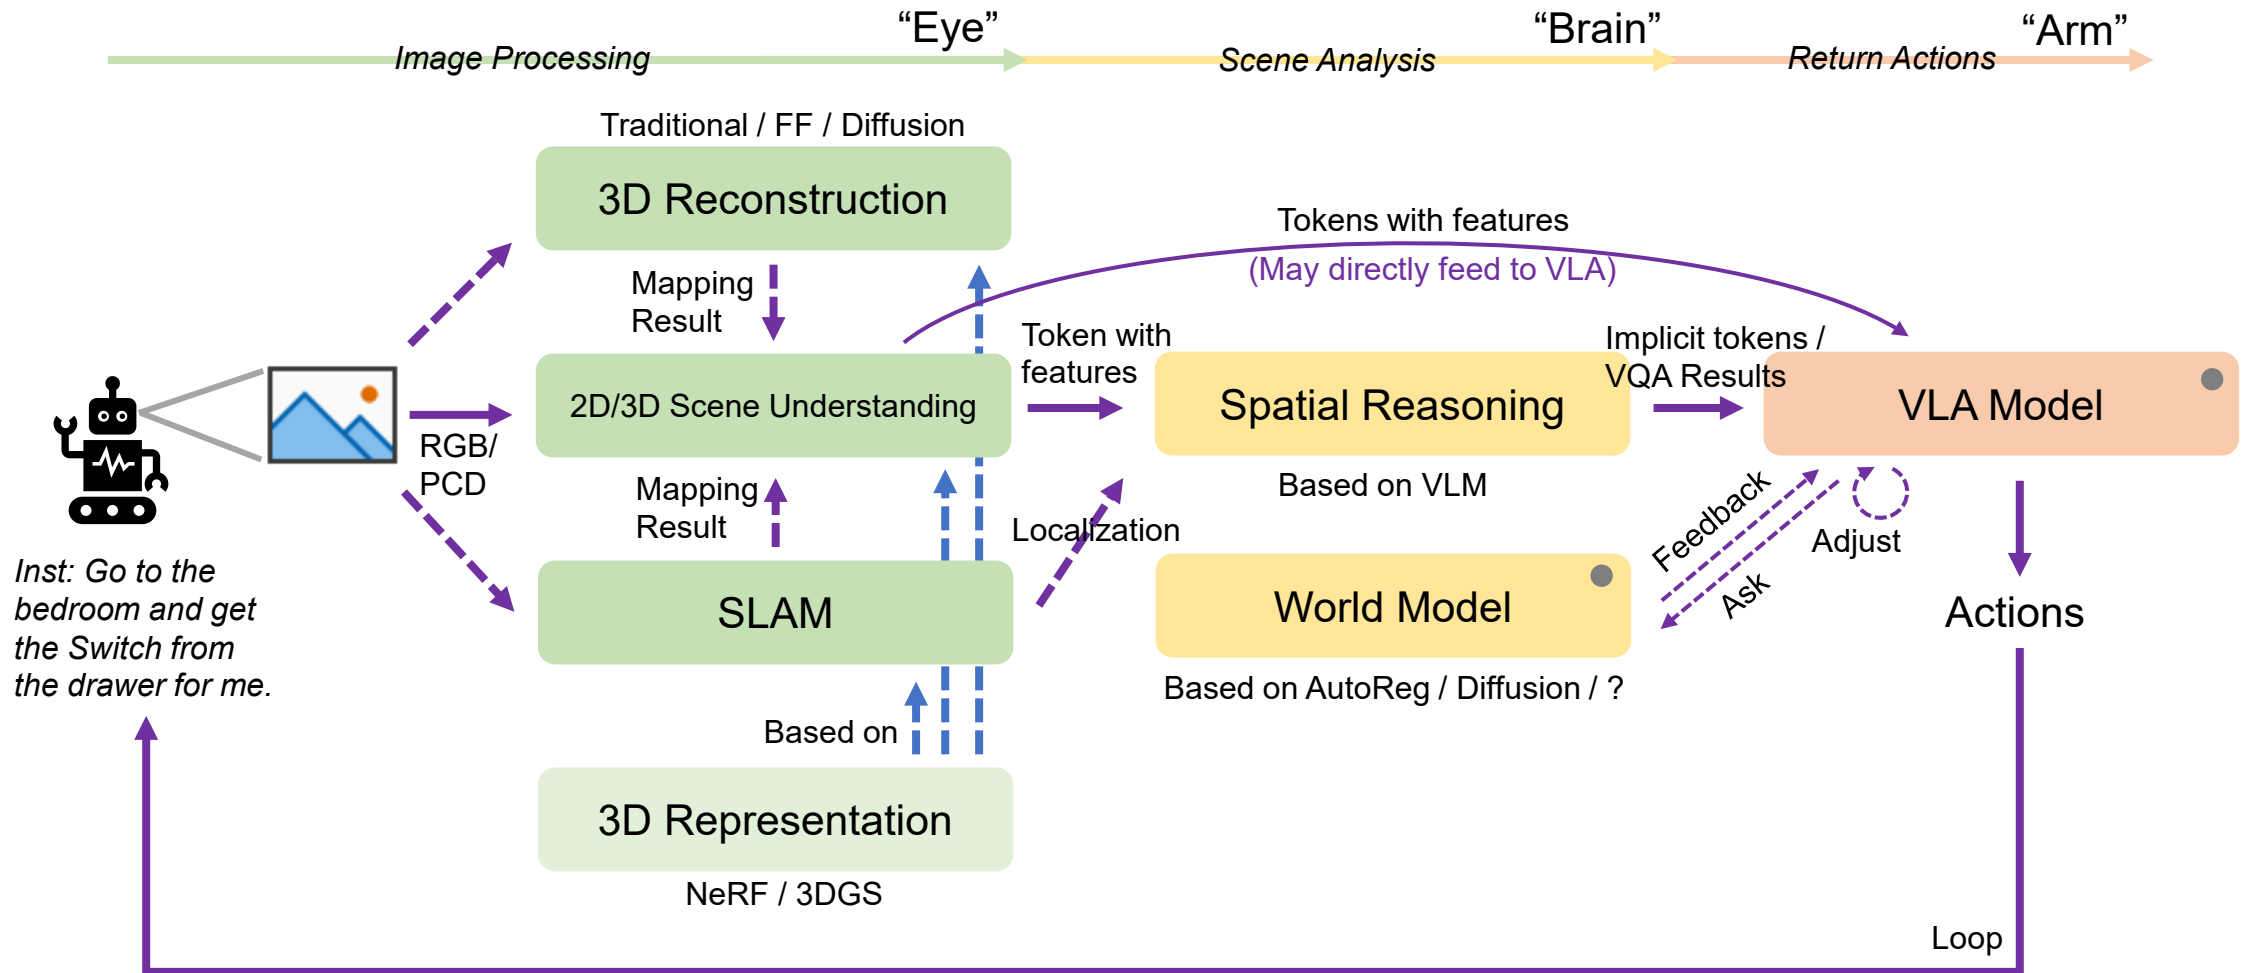 “Eye”
“Brain”
“Arm”
Image Processing
Scene Analysis
Return Actions
Traditional / FF / Diffusion
3D Reconstruction
Mapping
Result
Tokens with features
(May directly feed to VLA)
Token with
features
Implicit tokens /
VQA Results
2D/3D Scene Understanding
Spatial Reasoning
VLA Model
RGB/
PCD
Mapping
Result
Based on VLM
Localization
Feedback
Ask
Adjust
Inst: Go to the
bedroom and get
the Switch from
the drawer for me.
SLAM
World Model
Actions
Based on AutoReg / Diffusion / ?
Based on
3D Representation
NeRF / 3DGS
Loop